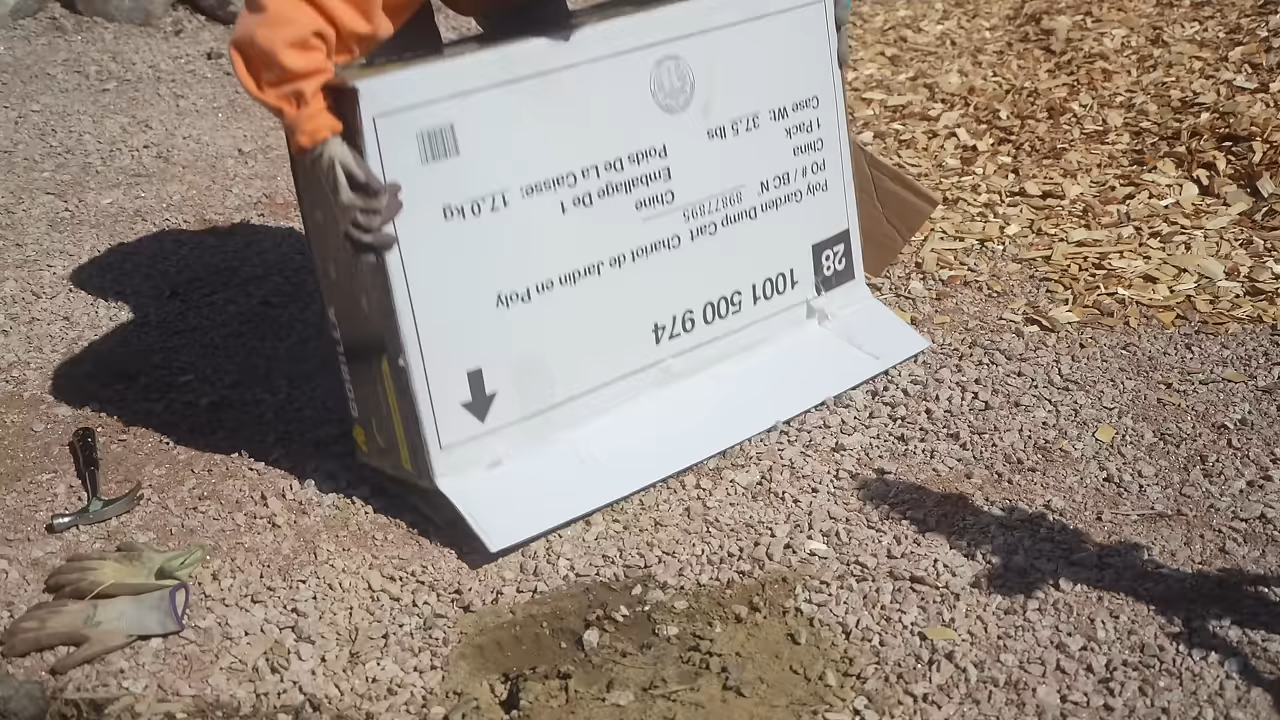 28
1001 500 974
Poly Garden Dump Cart Chariot de Jardin en Poly
PO # / BC N° 8987895
China Chine
1 Pack Emballage De 1
Case Wt: 37.5 lbs Poids De La Caisse: 17.0 kg